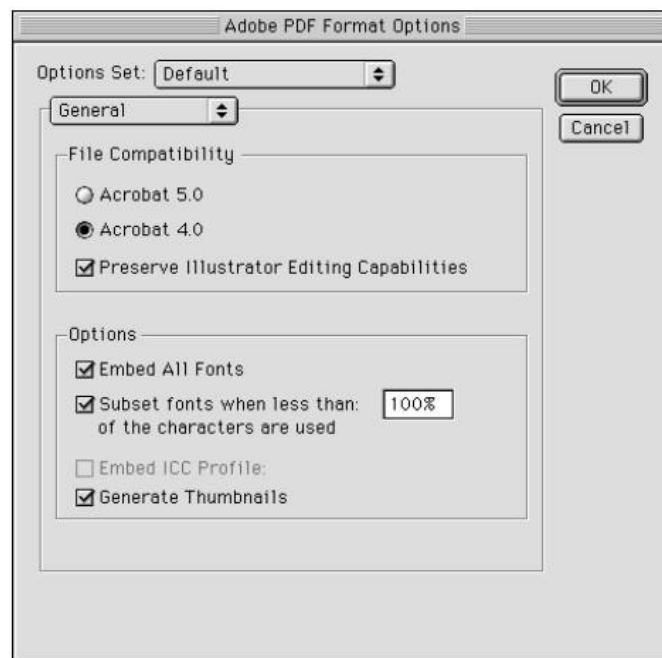 Adobe PDF Format Options
Options Set: Default
OK
General
Cancel
File Compatibility
Acrobat 5.0
Acrobat 4.0
Preserve Illustrator Editing Capabilities
Options
Embed All Fonts
Subset fonts when less than: 100%
of the characters are used
Embed ICC Profile:
Generate Thumbnails